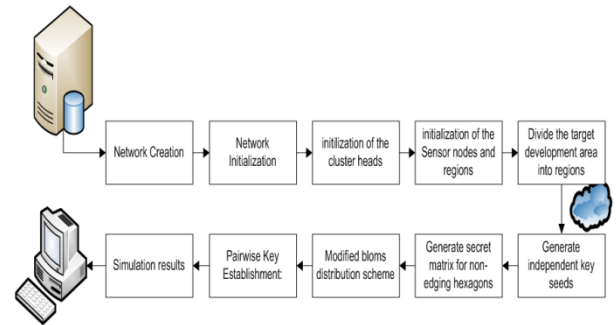 Network Creation
Network
Initialization
initilization of the
cluster heads
initialization of the
Sensor nodes and
regions
Divide the target
development area
into regions
Generate
independent key
seeds
Generate secret
matrix for non-
edging hexagons
Modified bloms
distribution scheme
Pairwise Key
Establishment:
Simulation results